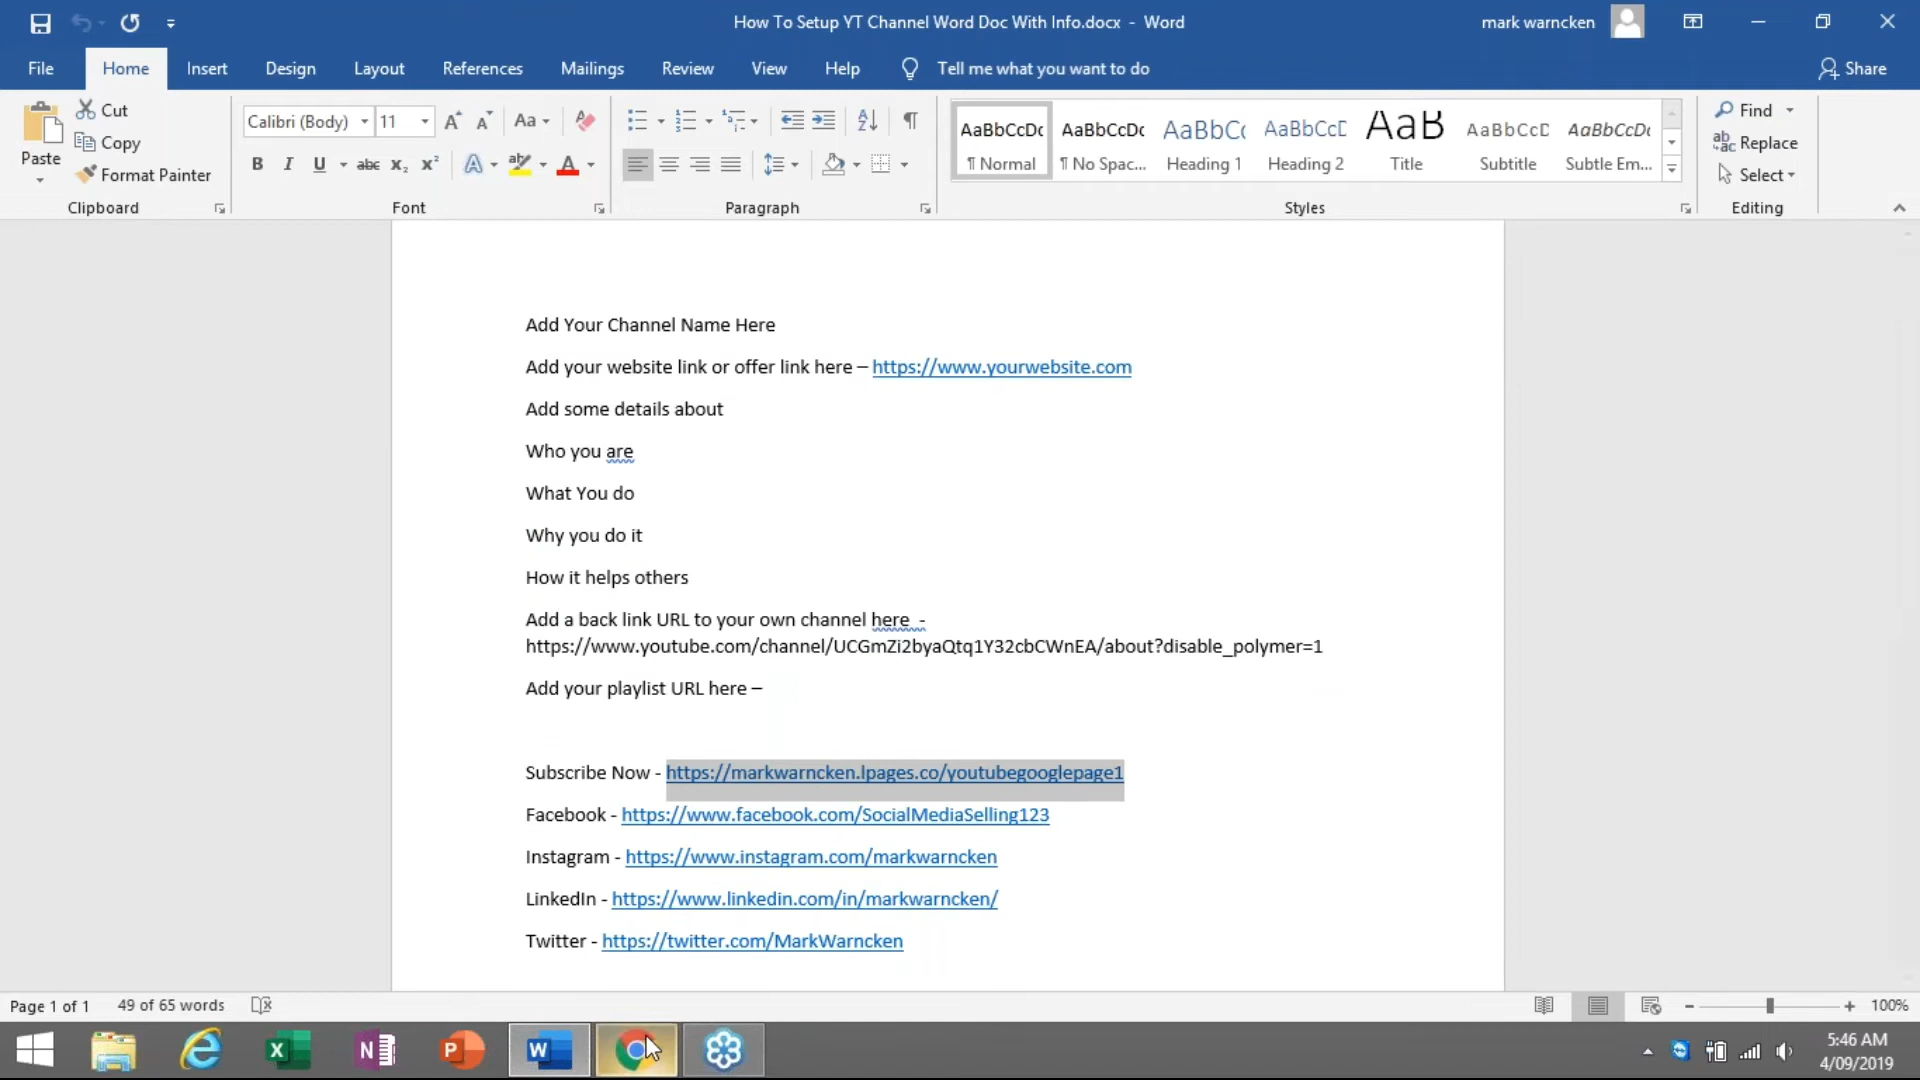 How To Setup YT Channel Word Doc With Info.docx - Word
mark warncken
File Home Insert Design Layout References Mailings Review View Help Tell me what you want to do Share
Paste
Cut
Copy
Format Painter
Clipboard
Calibri (Body) 11
Font
Paragraph
AaBbCcDc AaBbCcDc AaBbC( AaBbCcE AaB AaBbCcD AaBbCcDc
¶ Normal ¶ No Spac... Heading 1 Heading 2 Title Subtitle Subtle Em...
Styles
Find
Replace
Select
Editing
Add Your Channel Name Here
Add your website link or offer link here – https://www.yourwebsite.com
Add some details about
Who you are
What You do
Why you do it
How it helps others
Add a back link URL to your own channel here -
https://www.youtube.com/channel/UCGmZi2byaQtq1Y32cbCWnEA/about?disable_polymer=1
Add your playlist URL here –
Subscribe Now - https://markwarncken.lpages.co/youtubegooglepage1
Facebook - https://www.facebook.com/SocialMediaSelling123
Instagram - https://www.instagram.com/markwarncken
LinkedIn - https://www.linkedin.com/in/markwarncken/
Twitter - https://twitter.com/MarkWarncken
Page 1 of 1 49 of 65 words 100%
5:46 AM
4/09/2019